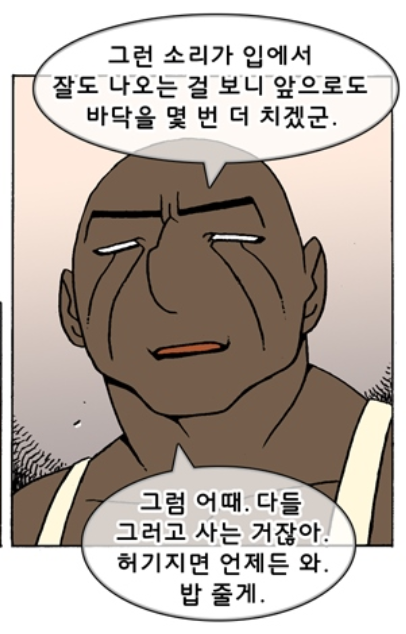 그런 소리가 입에서
잘도 나오는 걸 보니 앞으로도
바닥을 몇 번 더 치겠군.
그럼 어때. 다들
그러고 사는 거잖아.
허기지면 언제든 와.
밥 줄게.